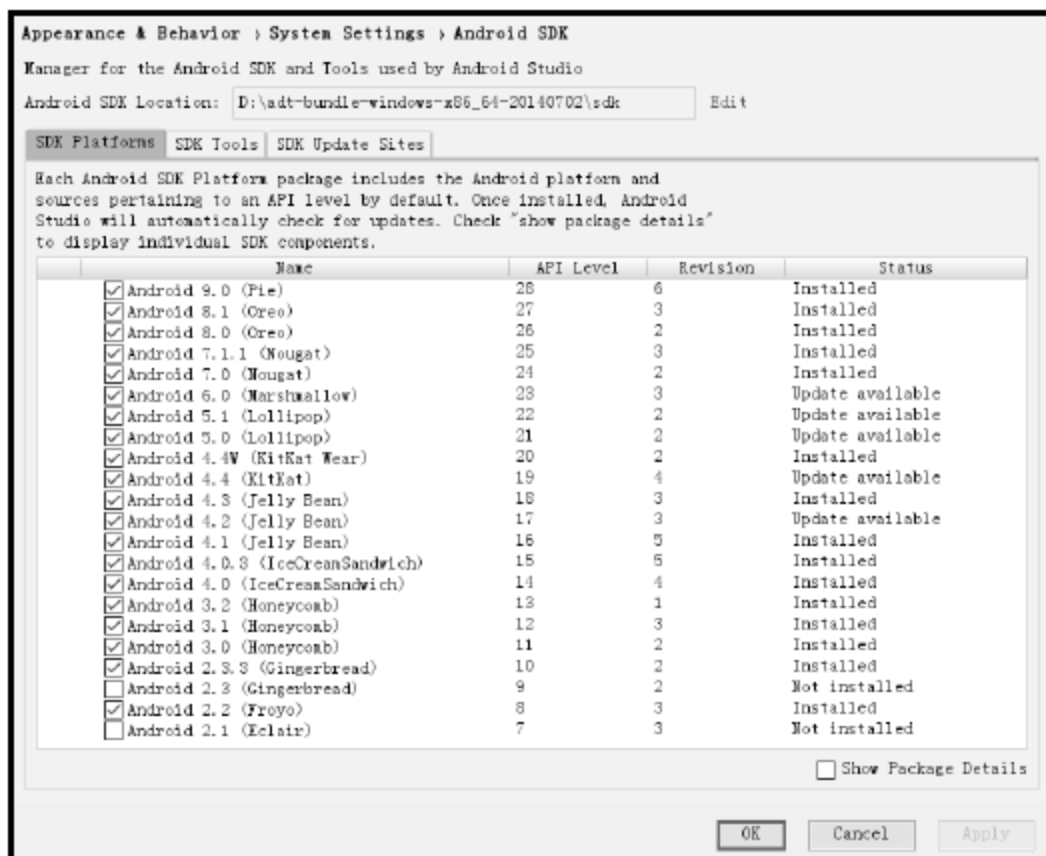 Appearance & Behavior › System Settings › Android SDK
Manager for the Android SDK and Tools used by Android Studio
Android SDK Location: D:\adt-bundle-windows-x86_64-20140702\sdk Edit
SDK Platforms SDK Tools SDK Update Sites
Each Android SDK Platform package includes the Android platform and
sources pertaining to an API level by default. Once installed, Android
Studio will automatically check for updates. Check "show package details"
to display individual SDK components.
Name API Level Revision Status
Android 9.0 (Pie) 28 6 Installed
Android 8.1 (Oreo) 27 3 Installed
Android 8.0 (Oreo) 26 2 Installed
Android 7.1.1 (Nougat) 25 3 Installed
Android 7.0 (Nougat) 24 2 Installed
Android 6.0 (Marshmallow) 23 3 Update available
Android 5.1 (Lollipop) 22 2 Update available
Android 5.0 (Lollipop) 21 2 Update available
Android 4.4W (KitKat Wear) 20 2 Installed
Android 4.4 (KitKat) 19 4 Update available
Android 4.3 (Jelly Bean) 18 3 Installed
Android 4.2 (Jelly Bean) 17 3 Update available
Android 4.1 (Jelly Bean) 16 5 Installed
Android 4.0.3 (IceCreamSandwich) 15 5 Installed
Android 4.0 (IceCreamSandwich) 14 4 Installed
Android 3.2 (Honeycomb) 13 1 Installed
Android 3.1 (Honeycomb) 12 3 Installed
Android 3.0 (Honeycomb) 11 2 Installed
Android 2.3.3 (Gingerbread) 10 2 Installed
Android 2.3 (Gingerbread) 9 2 Not installed
Android 2.2 (Froyo) 8 3 Installed
Android 2.1 (Eclair) 7 3 Not installed
Show Package Details
OK Cancel Apply